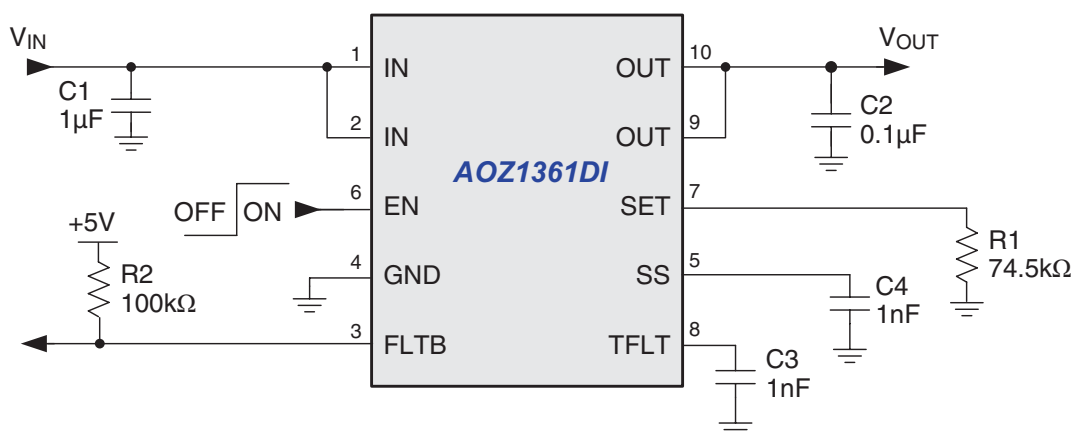 VIN
C1
1µF
1
IN
2
IN
OFF ON
6
EN
+5V
R2
100kΩ
4
GND
3
FLTB
AOZ1361DI
OUT
10
VOUT
OUT
9
C2
0.1µF
SET
7
R1
74.5kΩ
SS
5
C4
1nF
TFLT
8
C3
1nF